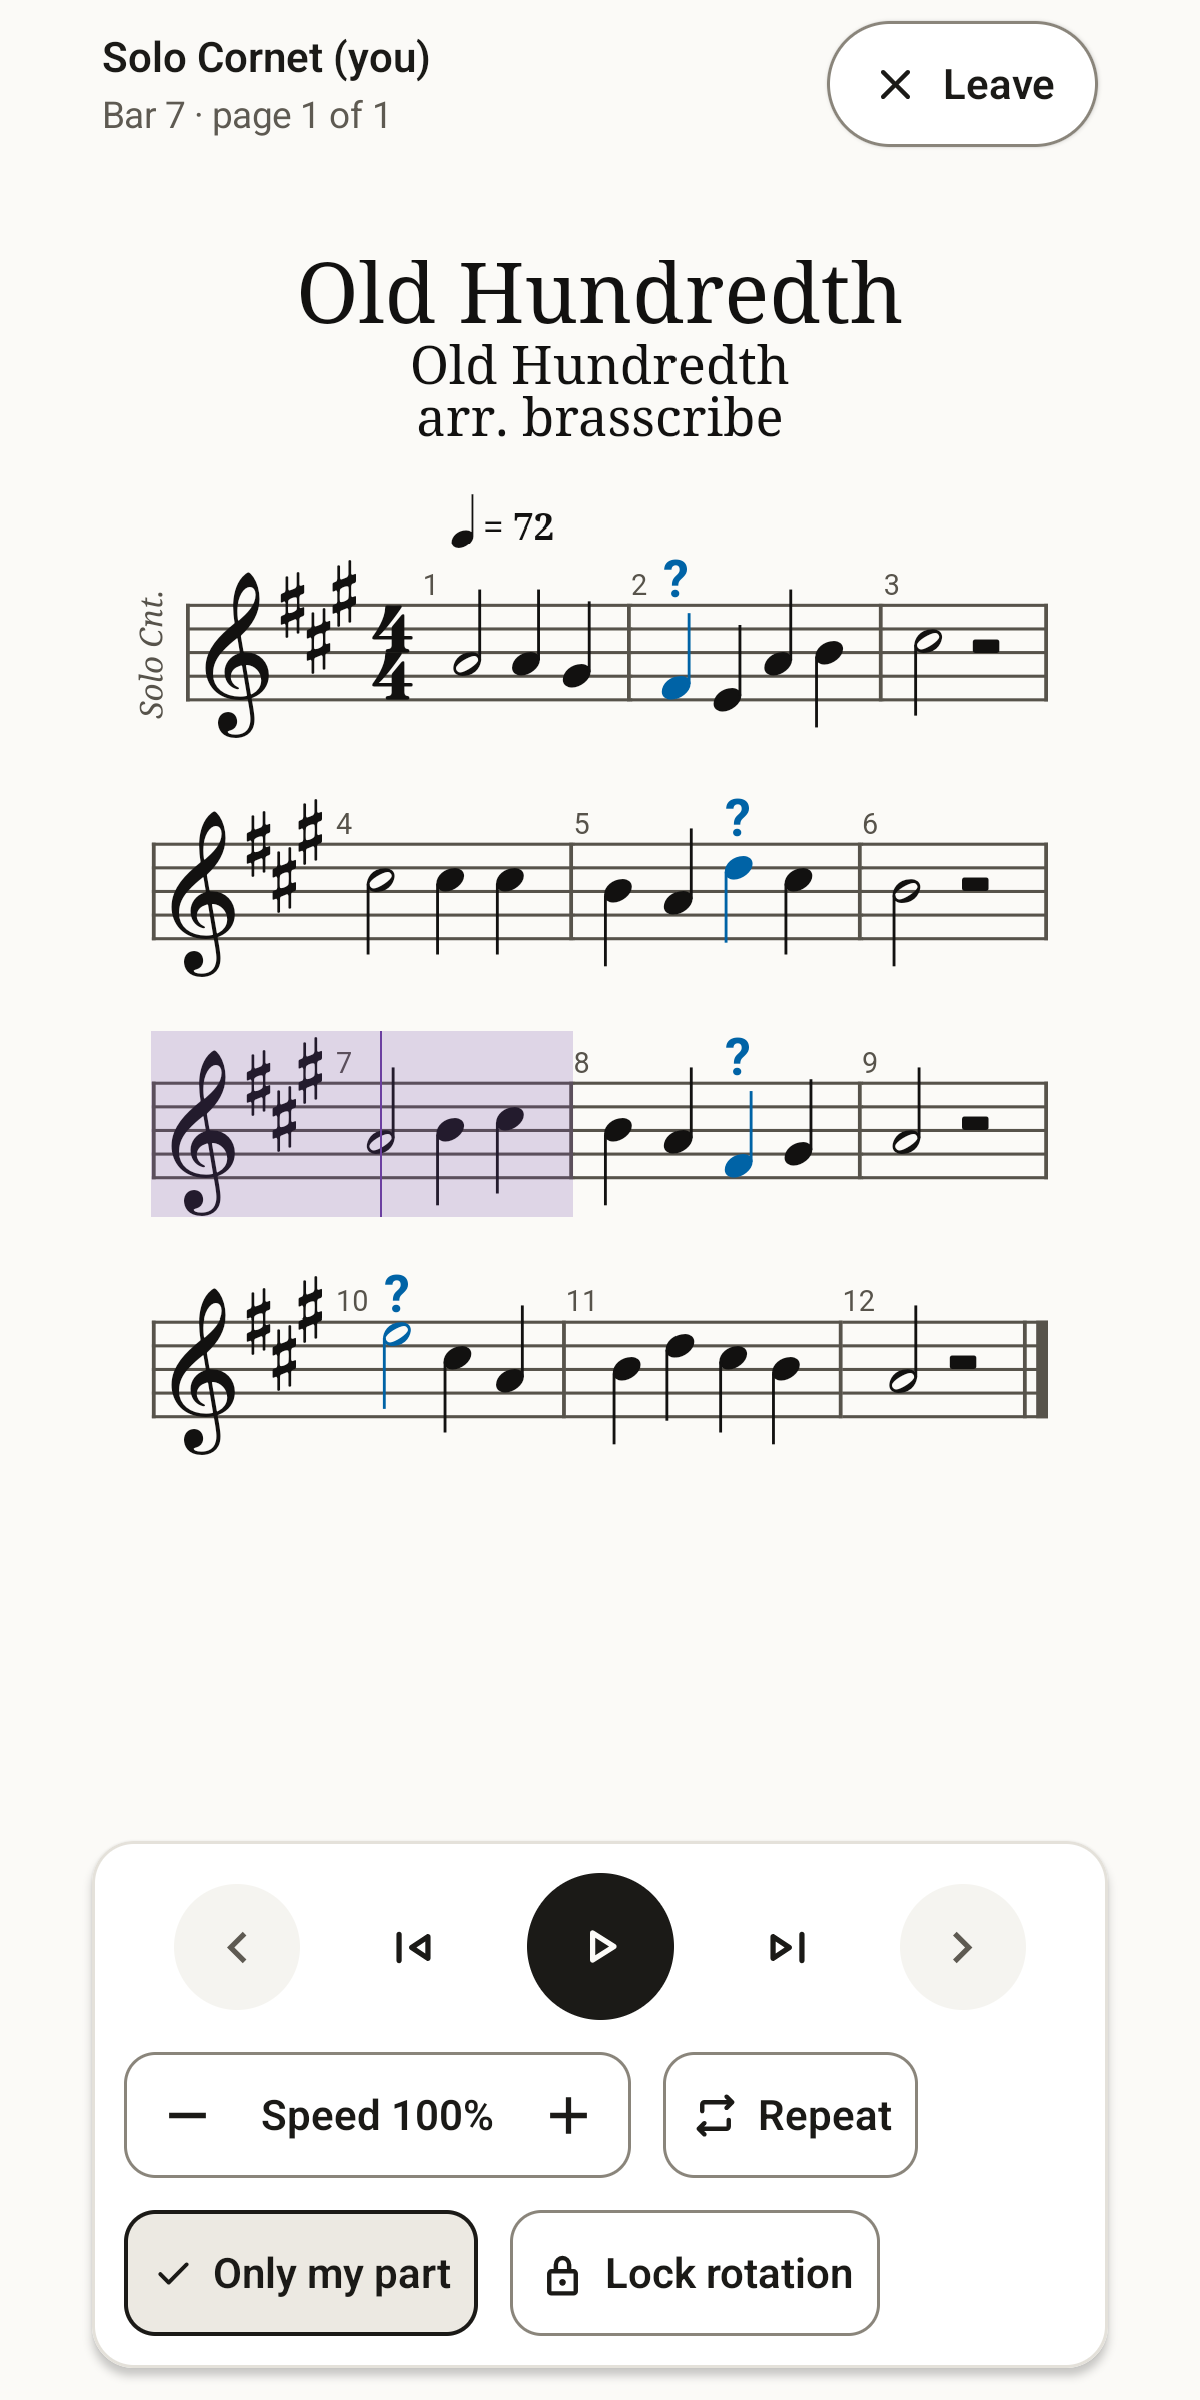 Solo Cornet (you)
Leave
Bar 7 · page 1 of 1
Old Hundredth
Old Hundredth
arr. brasscribe
= 72
Solo Cnt.
1
2
?
3
4
5
?
6
7
8
?
9
10
?
11
12
Speed 100%
Repeat
Only my part
Lock rotation